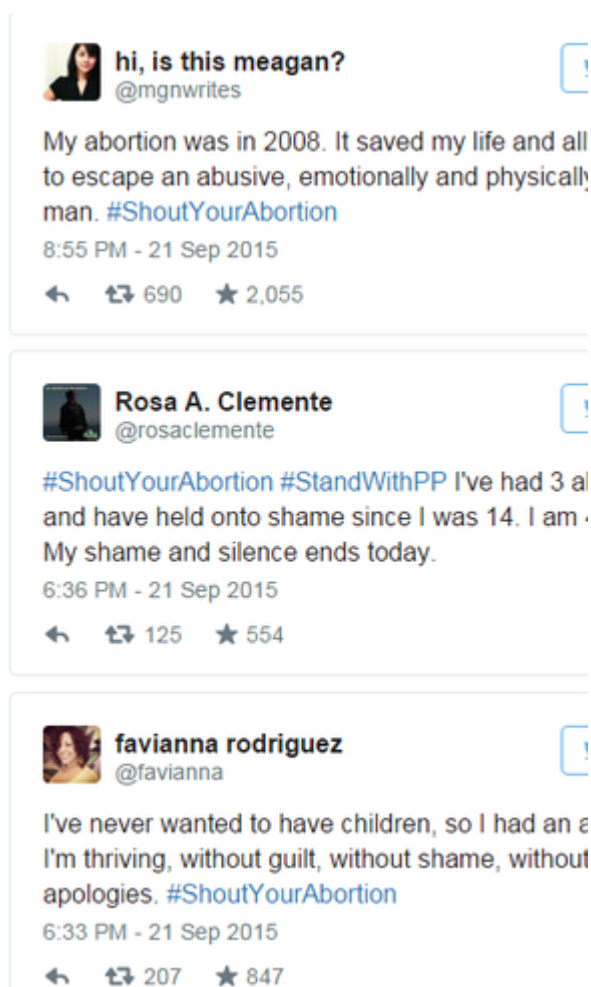 hi, is this meagan?
@mgnwrites
My abortion was in 2008. It saved my life and all
to escape an abusive, emotionally and physically
man. #ShoutYourAbortion
8:55 PM - 21 Sep 2015
690 2,055
Rosa A. Clemente
@rosaclemente
#ShoutYourAbortion #StandWithPP I've had 3 a
and have held onto shame since I was 14. I am
My shame and silence ends today.
6:36 PM - 21 Sep 2015
125 554
favianna rodriguez
@favianna
I've never wanted to have children, so I had an a
I'm thriving, without guilt, without shame, without
apologies. #ShoutYourAbortion
6:33 PM - 21 Sep 2015
207 847